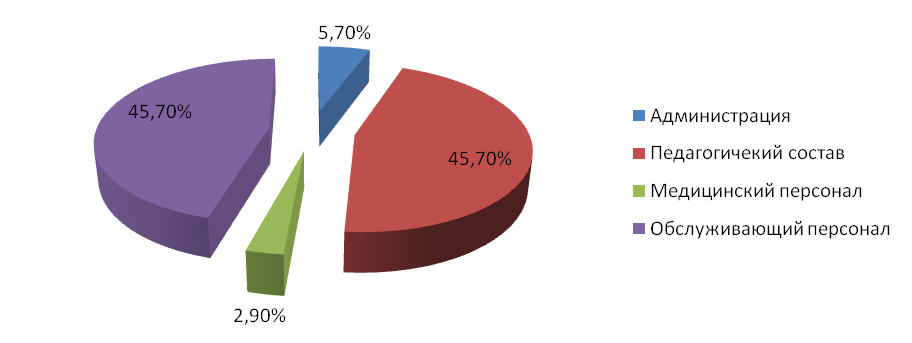 5,70%
45,70%
45,70%
2,90%
Администрация
Педагогичекий состав
Медицинский персонал
Обслуживающий персонал